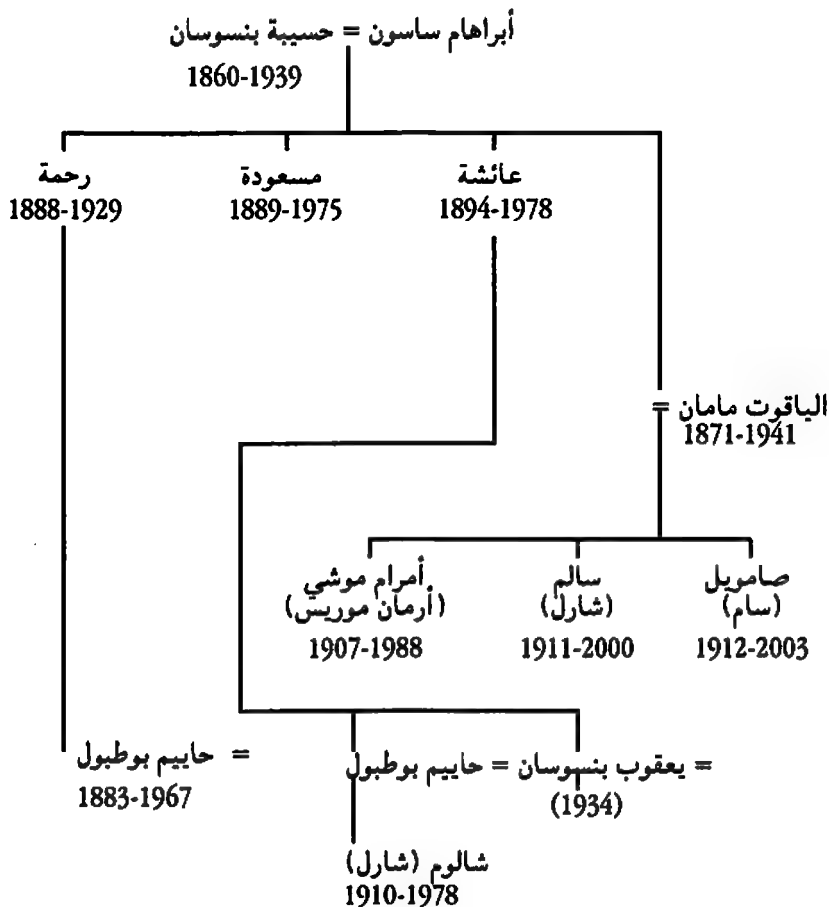 أبراهام ساسون = حسيبة بنسوسان
1860-1939
عائشة
1894-1978
مسعودة
1889-1975
رحمة
1888-1929
الياقوت مامان =
1871-1941
صامويل
(سام)
1912-2003
سالم
(شارل)
1911-2000
أمرام موشي
(أرمان موريس)
1907-1988
= يعقوب بنسوسان = حاييم بوطبول
(1934)
= حاييم بوطبول
1883-1967
شالوم (شارل)
1910-1978